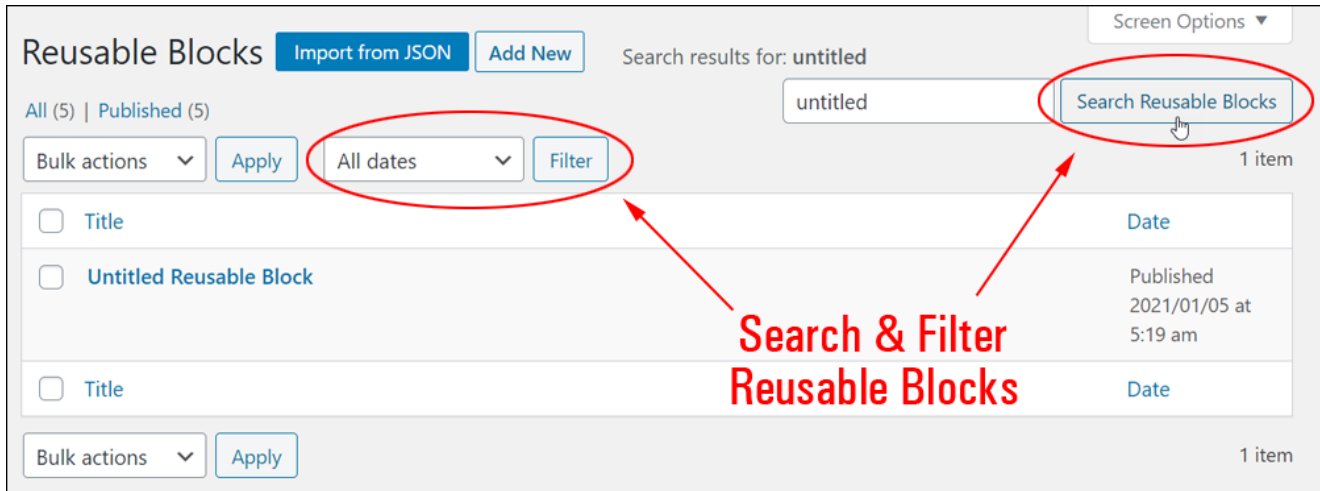 Screen Options ▼
Reusable Blocks Import from JSON Add New Search results for: untitled
untitled Search Reusable Blocks
All (5) | Published (5)
Bulk actions Apply All dates Filter 1 item
Title Date
Untitled Reusable Block Published
2021/01/05 at
5:19 am
Search & Filter
Reusable Blocks
Title Date
Bulk actions Apply 1 item